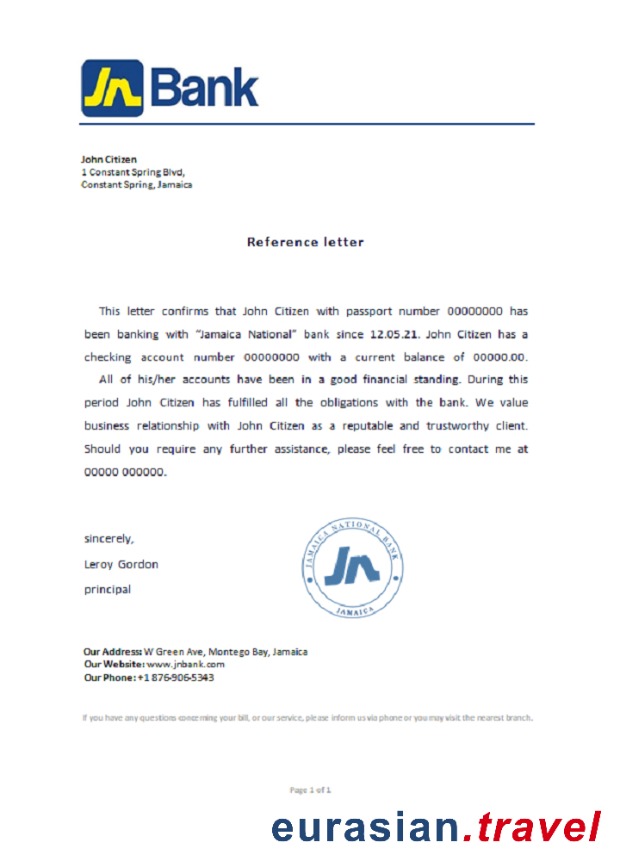 Jn Bank
John Citizen
1 Constant Spring Blvd,
Constant Spring, Jamaica
Reference letter
This letter confirms that John Citizen with passport number 00000000 has
been banking with “Jamaica National” bank since 12.05.21. John Citizen has a
checking account number 00000000 with a current balance of 00000.00.
All of his/her accounts have been in a good financial standing. During this
period John Citizen has fulfilled all the obligations with the bank. We value
business relationship with John Citizen as a reputable and trustworthy client.
Should you require any further assistance, please feel free to contact me at
00000 000000.
sincerely,
Leroy Gordon
principal
JAMAICA NATIONAL BANK
Jn
JAMAICA
Our Address: W Green Ave, Montego Bay, Jamaica
Our Website: www.jnbank.com
Our Phone: +1 876-906-5343
If you have any questions concerning your bill, or our service, please inform us via phone or you may visit the nearest branch.
Page 1 of 1
eurasian.travel